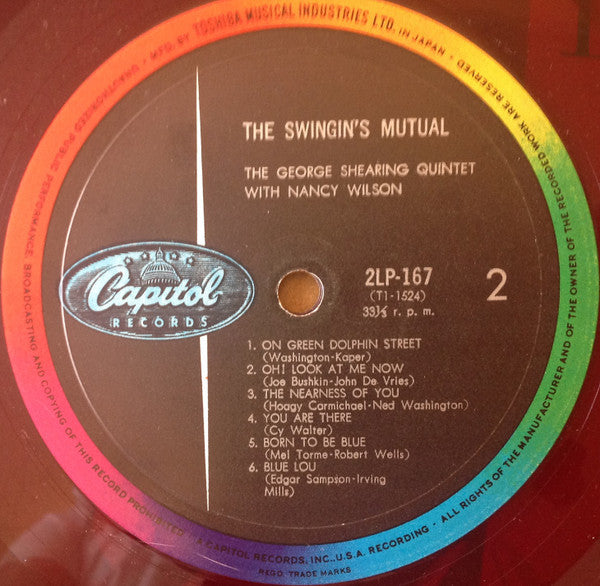 MFD. BY TOSHIBA MUSICAL INDUSTRIES LTD. IN JAPAN • ALL RIGHTS OF THE MANUFACTURER AND OF THE OWNER OF THE RECORDED WORK ARE RESERVED
UNAUTHORIZED PUBLIC PERFORMANCE, BROADCASTING AND COPYING OF THIS RECORD PROHIBITED • A CAPITOL RECORDS, INC., U.S.A. RECORDING •
REGD. TRADE MARKS
THE SWINGIN'S MUTUAL
THE GEORGE SHEARING QUINTET
WITH NANCY WILSON
Capitol
RECORDS
2LP-167
(T1-1524)
33⅓ r. p. m.
2
1. ON GREEN DOLPHIN STREET
(Washington-Kaper)
2. OH! LOOK AT ME NOW
(Joe Bushkin-John De Vries)
3. THE NEARNESS OF YOU
(Hoagy Carmichael-Ned Washington)
4. YOU ARE THERE
(Cy Walter)
5. BORN TO BE BLUE
(Mel Torme-Robert Wells)
6. BLUE LOU
(Edgar Sampson-Irving
Mills)